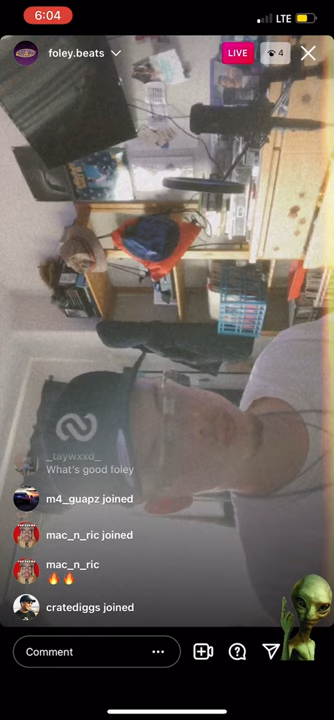 6:04
LTE
foley.beats
LIVE
4
_taywxxd_
What's good foley
m4_guapz joined
mac_n_ric joined
mac_n_ric
🔥🔥
cratediggs joined
Comment